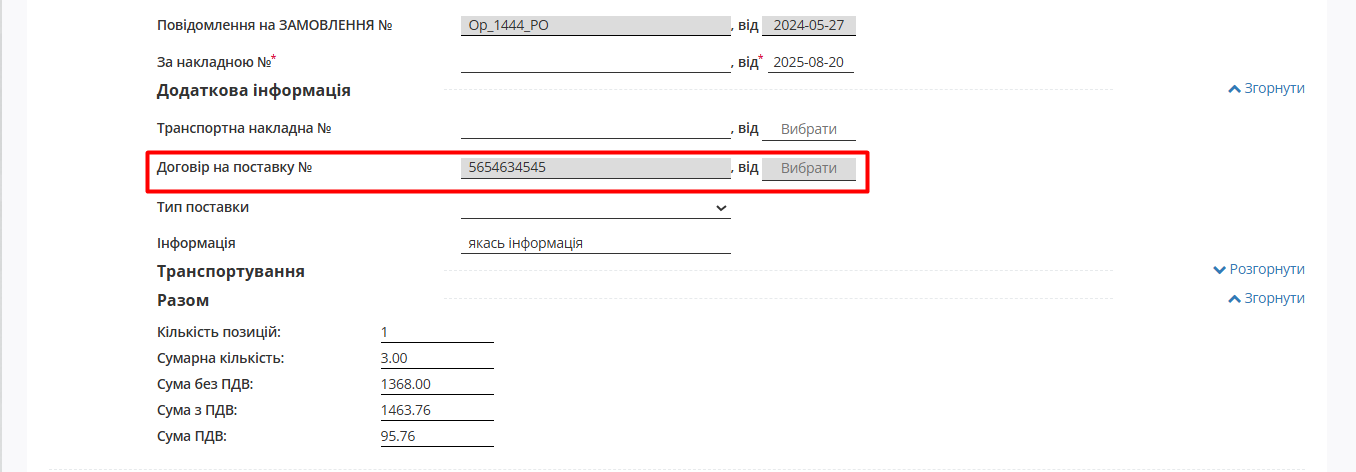 Повідомлення на ЗАМОВЛЕННЯ № Op_1444_PO , від 2024-05-27
За накладною №* , від* 2025-08-20
Додаткова інформація Згорнути
Транспортна накладна № , від Вибрати
Договір на поставку № 5654634545 , від Вибрати
Тип поставки
Інформація якась інформація
Транспортування Розгорнути
Разом Згорнути
Кількість позицій: 1
Сумарна кількість: 3.00
Сума без ПДВ: 1368.00
Сума з ПДВ: 1463.76
Сума ПДВ: 95.76